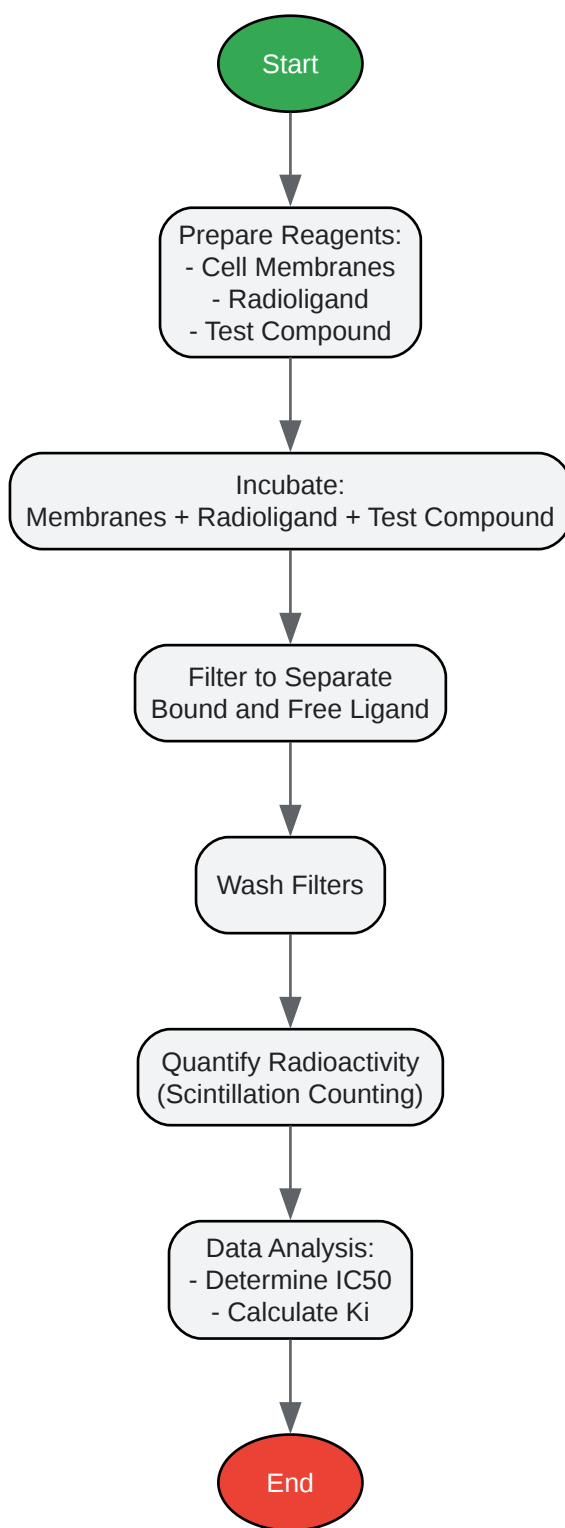 Start
Prepare Reagents:
- Cell Membranes
- Radioligand
- Test Compound
Incubate:
Membranes + Radioligand + Test Compound
Filter to Separate
Bound and Free Ligand
Wash Filters
Quantify Radioactivity
(Scintillation Counting)
Data Analysis:
- Determine IC50
- Calculate Ki
End